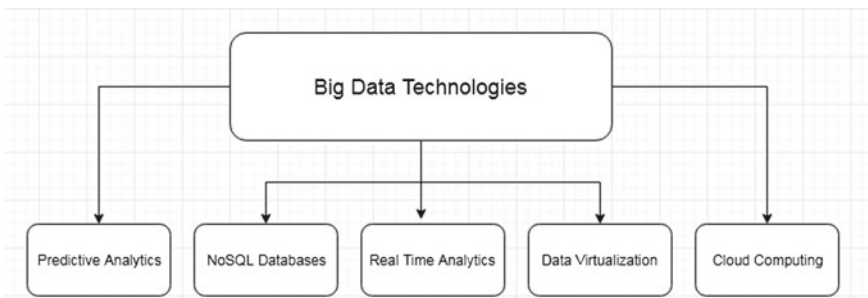 Big Data Technologies
Predictive Analytics
NoSQL Databases
Real Time Analytics
Data Virtualization
Cloud Computing